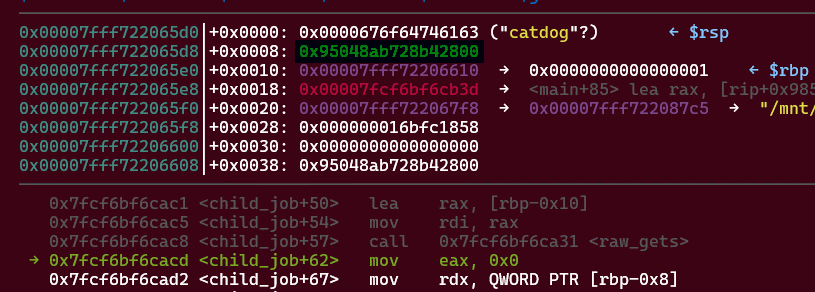 0x00007fff722065d0 +0x0000: 0x0000676f64746163 ("catdog"?) ← $rsp
0x00007fff722065d8 +0x0008: 0x95048ab728b42800
0x00007fff722065e0 +0x0010: 0x00007fff72206610 → 0x0000000000000001 ← $rbp
0x00007fff722065e8 +0x0018: 0x00007fcf6bf6cb3d → <main+85> lea rax, [rip+0x985
0x00007fff722065f0 +0x0020: 0x00007fff722067f8 → 0x00007fff722087c5 → "/mnt/
0x00007fff722065f8 +0x0028: 0x000000016bfc1858
0x00007fff72206600 +0x0030: 0x0000000000000000
0x00007fff72206608 +0x0038: 0x95048ab728b42800
0x7fcf6bf6cac1 <child_job+50> lea rax, [rbp-0x10]
0x7fcf6bf6cac5 <child_job+54> mov rdi, rax
0x7fcf6bf6cac8 <child_job+57> call 0x7fcf6bf6ca31 <raw_gets>
→ 0x7fcf6bf6cacd <child_job+62> mov eax, 0x0
0x7fcf6bf6cad2 <child_job+67> mov rdx, QWORD PTR [rbp-0x8]